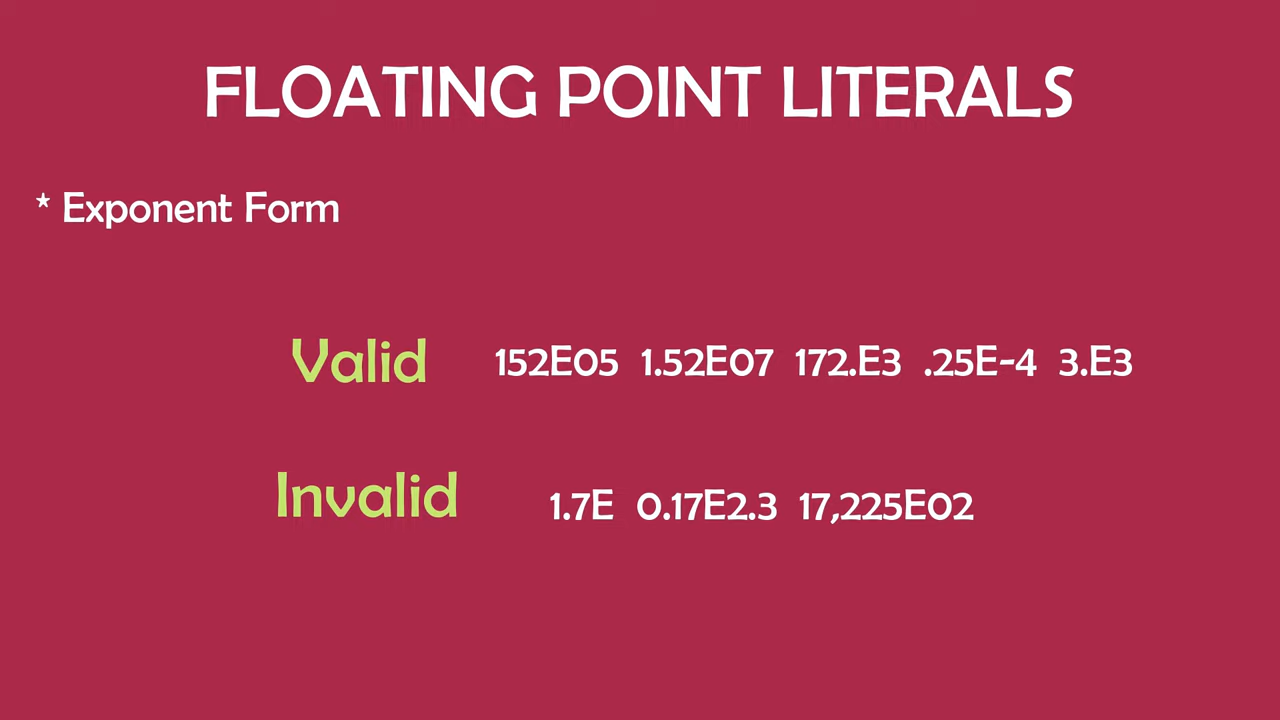 FLOATING POINT LITERALS
* Exponent Form
Valid 152E05 1.52E07 172.E3 .25E-4 3.E3
Invalid 1.7E 0.17E2.3 17,225E02